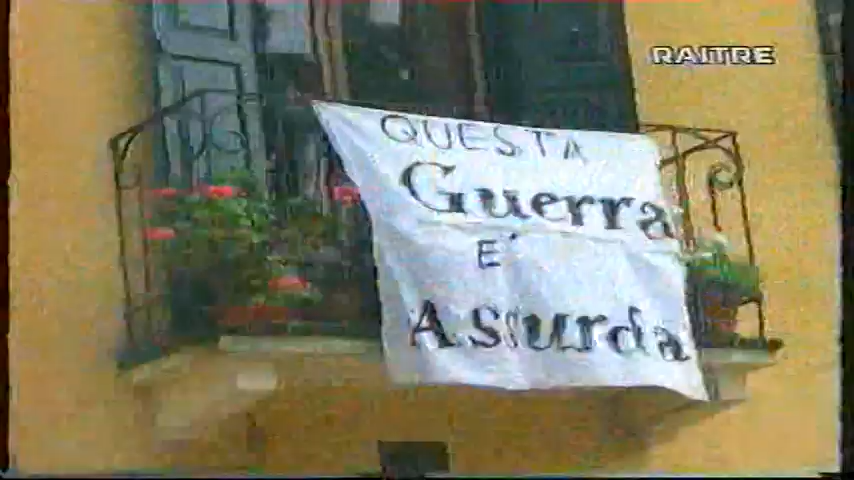 RAITRE
QUESTA
Guerra
E'
Assurda